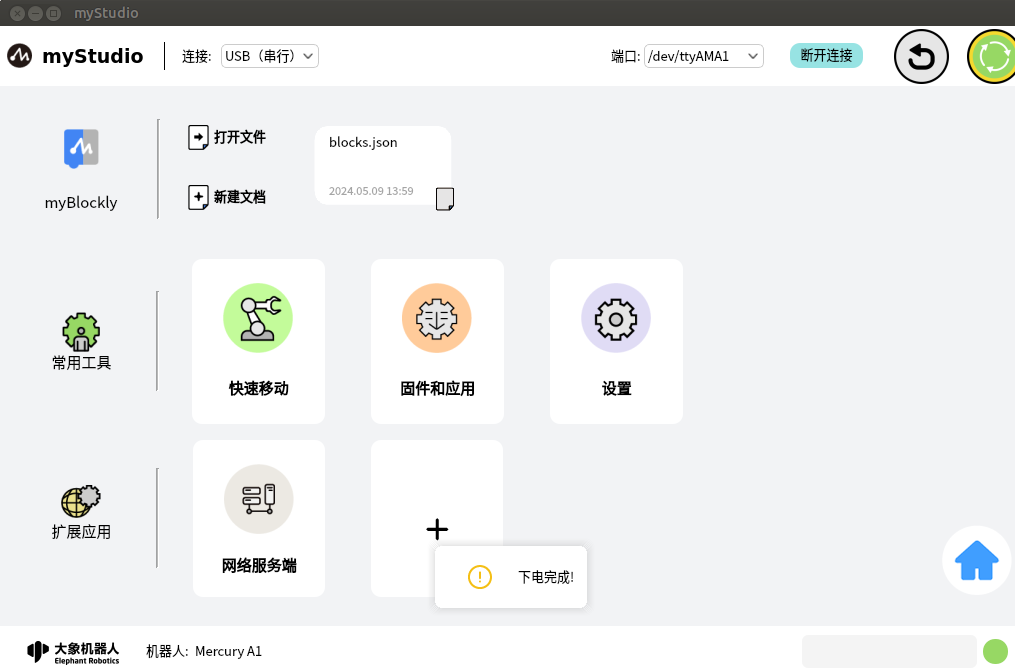 myStudio
myStudio
连接: USB（串行）
端口: /dev/ttyAMA1
断开连接
myBlockly
打开文件
新建文档
blocks.json
2024.05.09 13:59
常用工具
快速移动
固件和应用
设置
扩展应用
网络服务端
下电完成!
大象机器人
Elephant Robotics
机器人: Mercury A1